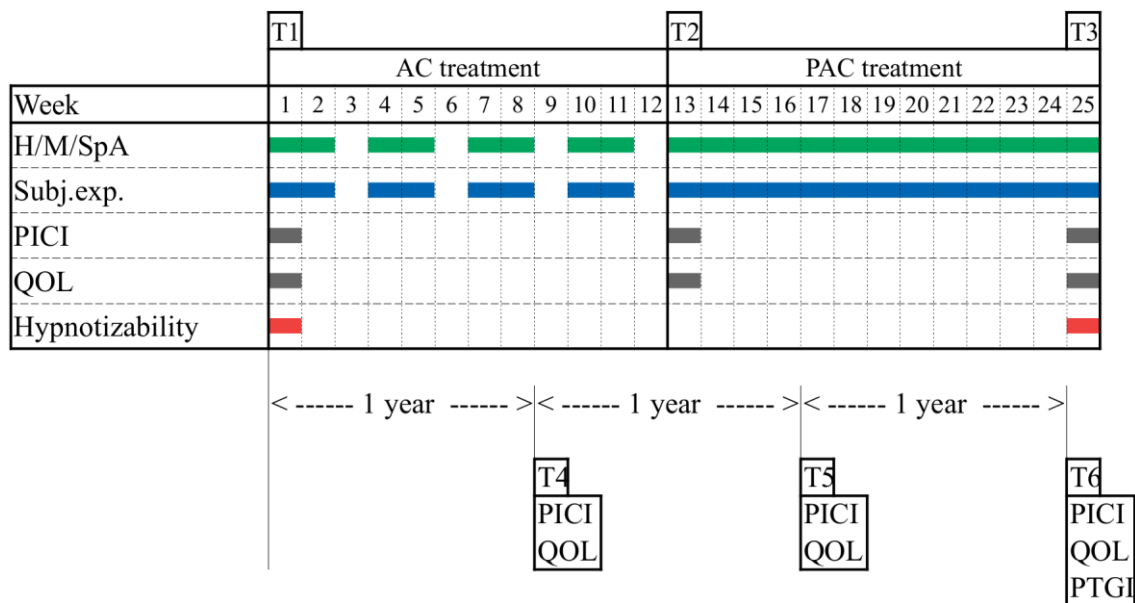 T1 T2 T3
AC treatment PAC treatment
Week 1 2 3 4 5 6 7 8 9 10 11 12 13 14 15 16 17 18 19 20 21 22 23 24 25
H/M/SpA
Subj.exp.
PICI
QOL
Hypnotizability
< ------ 1 year ------ > < ------ 1 year ------ > < ------ 1 year ------ >
T4 T5 T6
PICI PICI PICI
QOL QOL QOL
PTGI